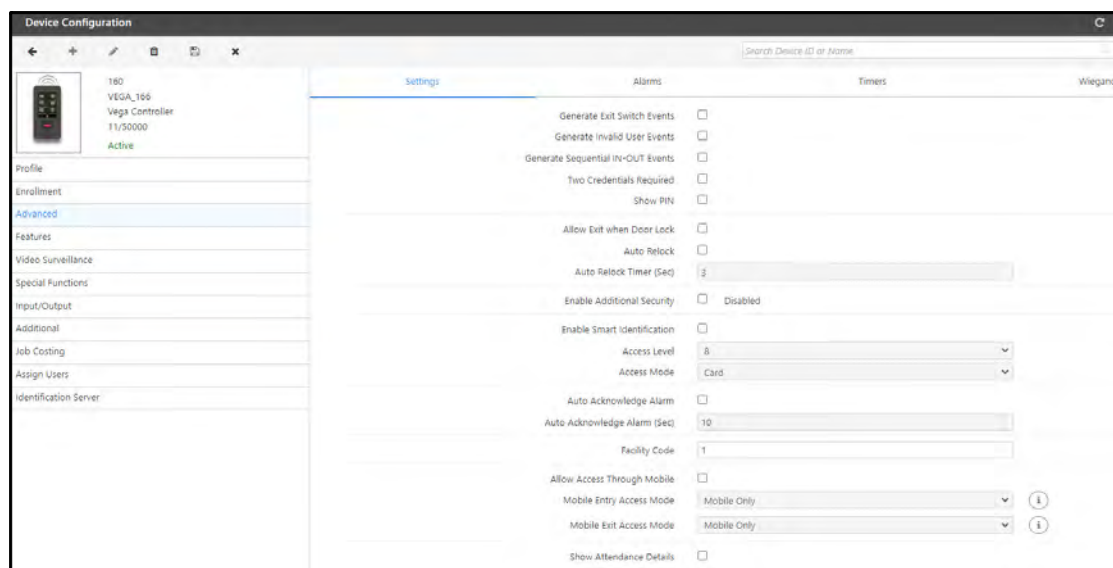 Device Configuration
Search Device ID or Name
160
VEGA_166
Vega Controller
11/50000
Active
Profile
Enrollment
Advanced
Features
Video Surveillance
Special Functions
Input/Output
Additional
Job Costing
Assign Users
Identification Server
Settings Alarms Timers Wiegand
Generate Exit Switch Events
Generate Invalid User Events
Generate Sequential IN-OUT Events
Two Credentials Required
Show PIN
Allow Exit when Door Lock
Auto Relock
Auto Relock Timer (Sec) 3
Enable Additional Security Disabled
Enable Smart Identification
Access Level 8
Access Mode Card
Auto Acknowledge Alarm
Auto Acknowledge Alarm (Sec) 10
Facility Code 1
Allow Access Through Mobile
Mobile Entry Access Mode Mobile Only
Mobile Exit Access Mode Mobile Only
Show Attendance Details